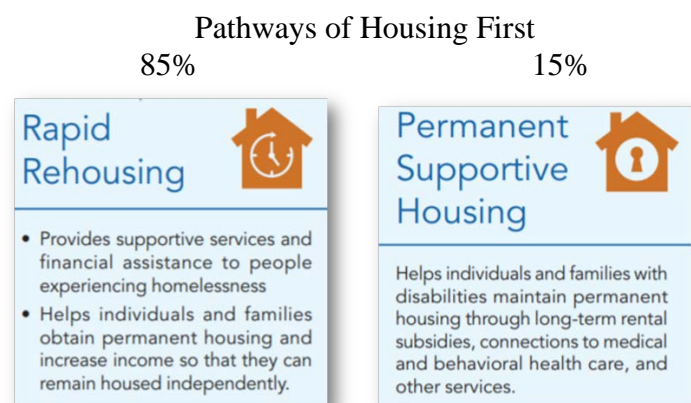 Pathways of Housing First
85%
15%
Rapid
Rehousing
• Provides supportive services and
financial assistance to people
experiencing homelessness
• Helps individuals and families
obtain permanent housing and
increase income so that they can
remain housed independently.
Permanent
Supportive
Housing
Helps individuals and families with
disabilities maintain permanent
housing through long-term rental
subsidies, connections to medical
and behavioral health care, and
other services.